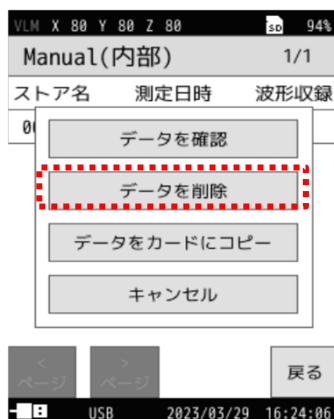 VLM X 80 Y 80 Z 80 SD 94%
Manual(内部) 1/1
ストア名 測定日時 波形収録
データを確認
データを削除
データをカードにコピー
キャンセル
< >
ページ ページ 戻る
USB 2023/03/29 16:24:06